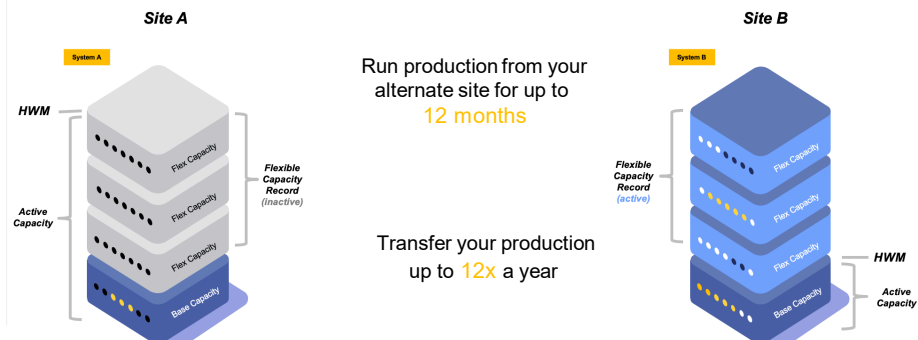 Site A
Site B
System A
System B
HWM
Flex Capacity
Flex Capacity
Flex Capacity
Base Capacity
Active
Capacity
Flexible
Capacity
Record
(inactive)
Run production from your
alternate site for up to
12 months
Transfer your production
up to 12x a year
Flexible
Capacity
Record
(active)
Flex Capacity
Flex Capacity
Flex Capacity
Base Capacity
HWM
Active
Capacity